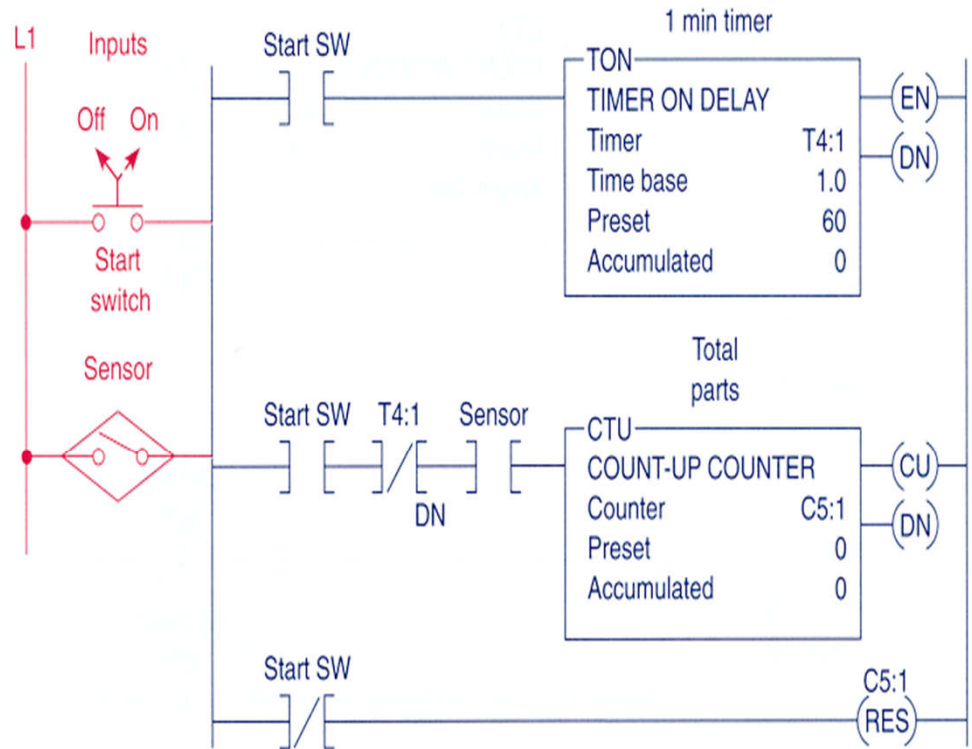 L1
Inputs
Off On
Start
switch
Sensor
1 min timer
Start SW
TON
TIMER ON DELAY
Timer T4:1
Time base 1.0
Preset 60
Accumulated 0
EN
DN
Total
parts
Start SW T4:1 Sensor
DN
CTU
COUNT-UP COUNTER
Counter C5:1
Preset 0
Accumulated 0
CU
DN
Start SW
C5:1
RES